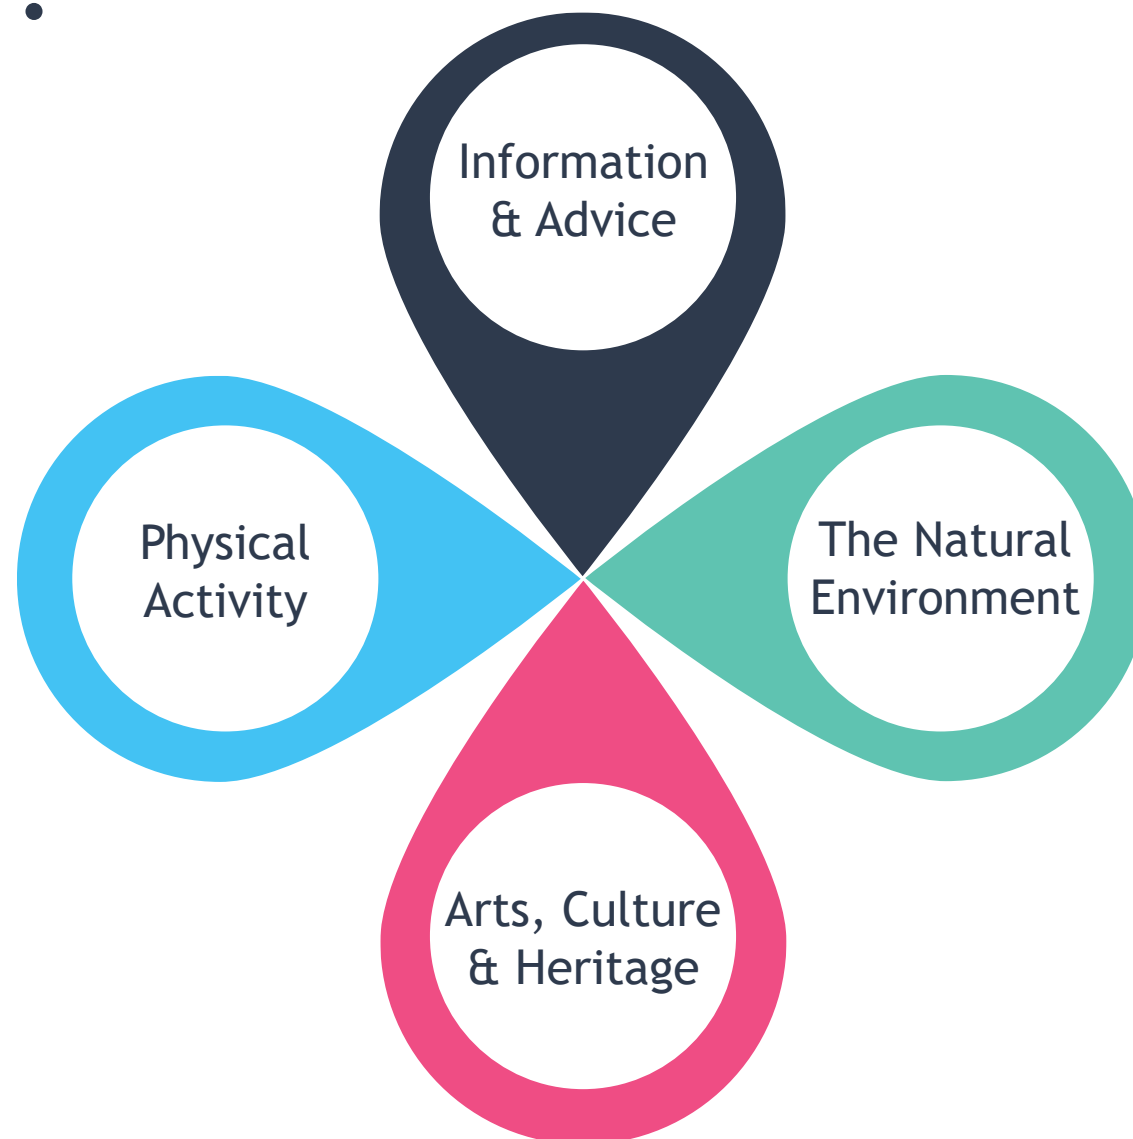 Information
& Advice
Physical
Activity
The Natural
Environment
Arts, Culture
& Heritage